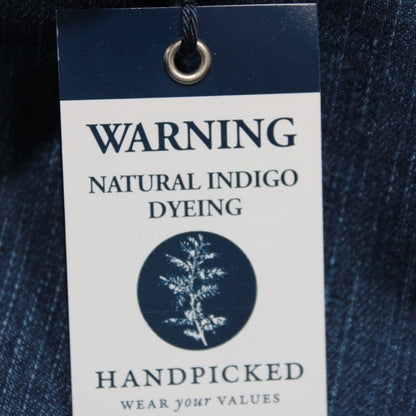 WARNING
NATURAL INDIGO
DYEING
HANDPICKED
WEAR your VALUES